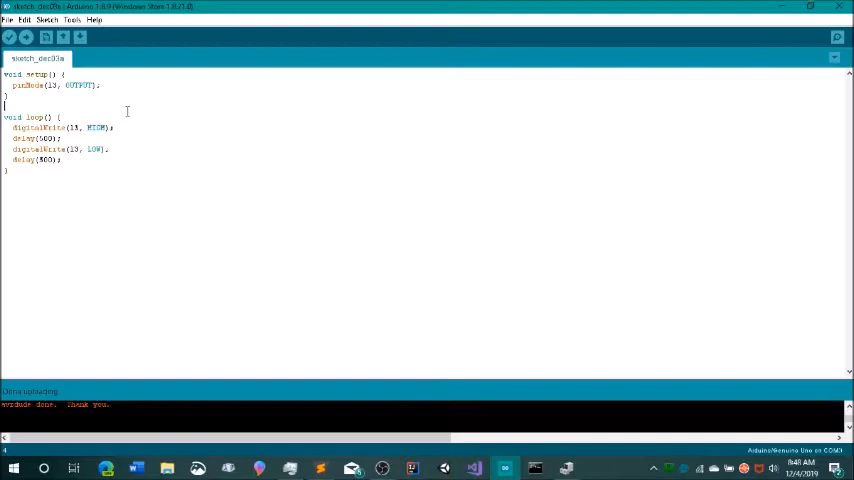 sketch_dec03a | Arduino 1.8.9 (Windows Store 1.8.21.0)
File Edit Sketch Tools Help
sketch_dec03a
void setup() {
pinMode(13, OUTPUT);
}
void loop() {
digitalWrite(13, HIGH);
delay(500);
digitalWrite(13, LOW);
delay(500);
}
Done uploading.
avrdude done. Thank you.
4
Arduino/Genuino Uno on COM3
8:48 AM
12/4/2019